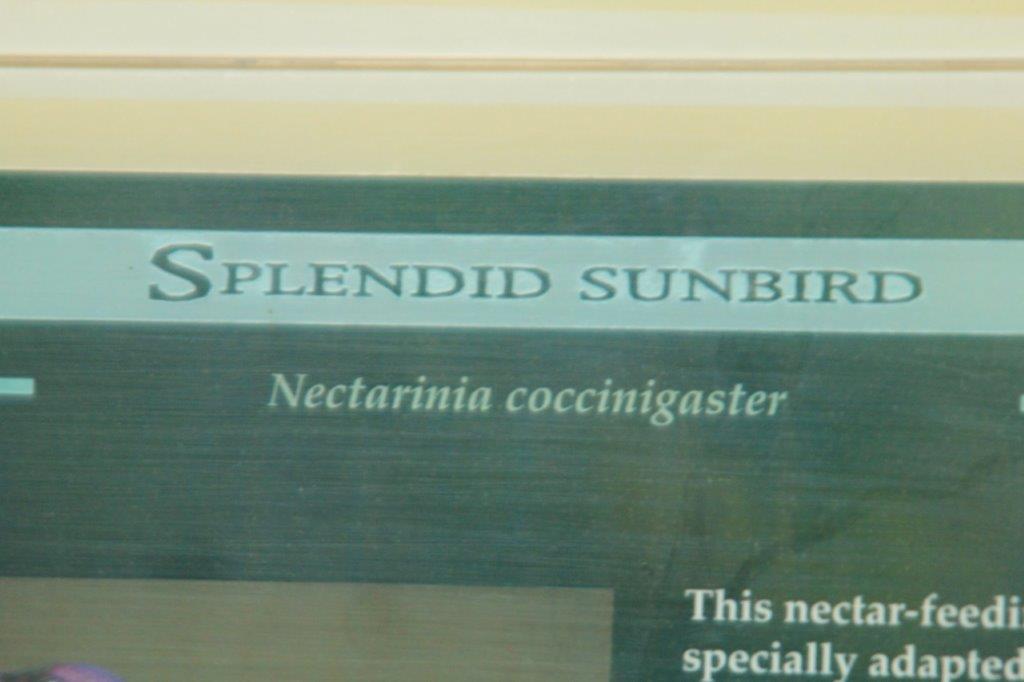 SPLENDID SUNBIRD
Nectarinia coccinigaster
This nectar-feedi
specially adapted